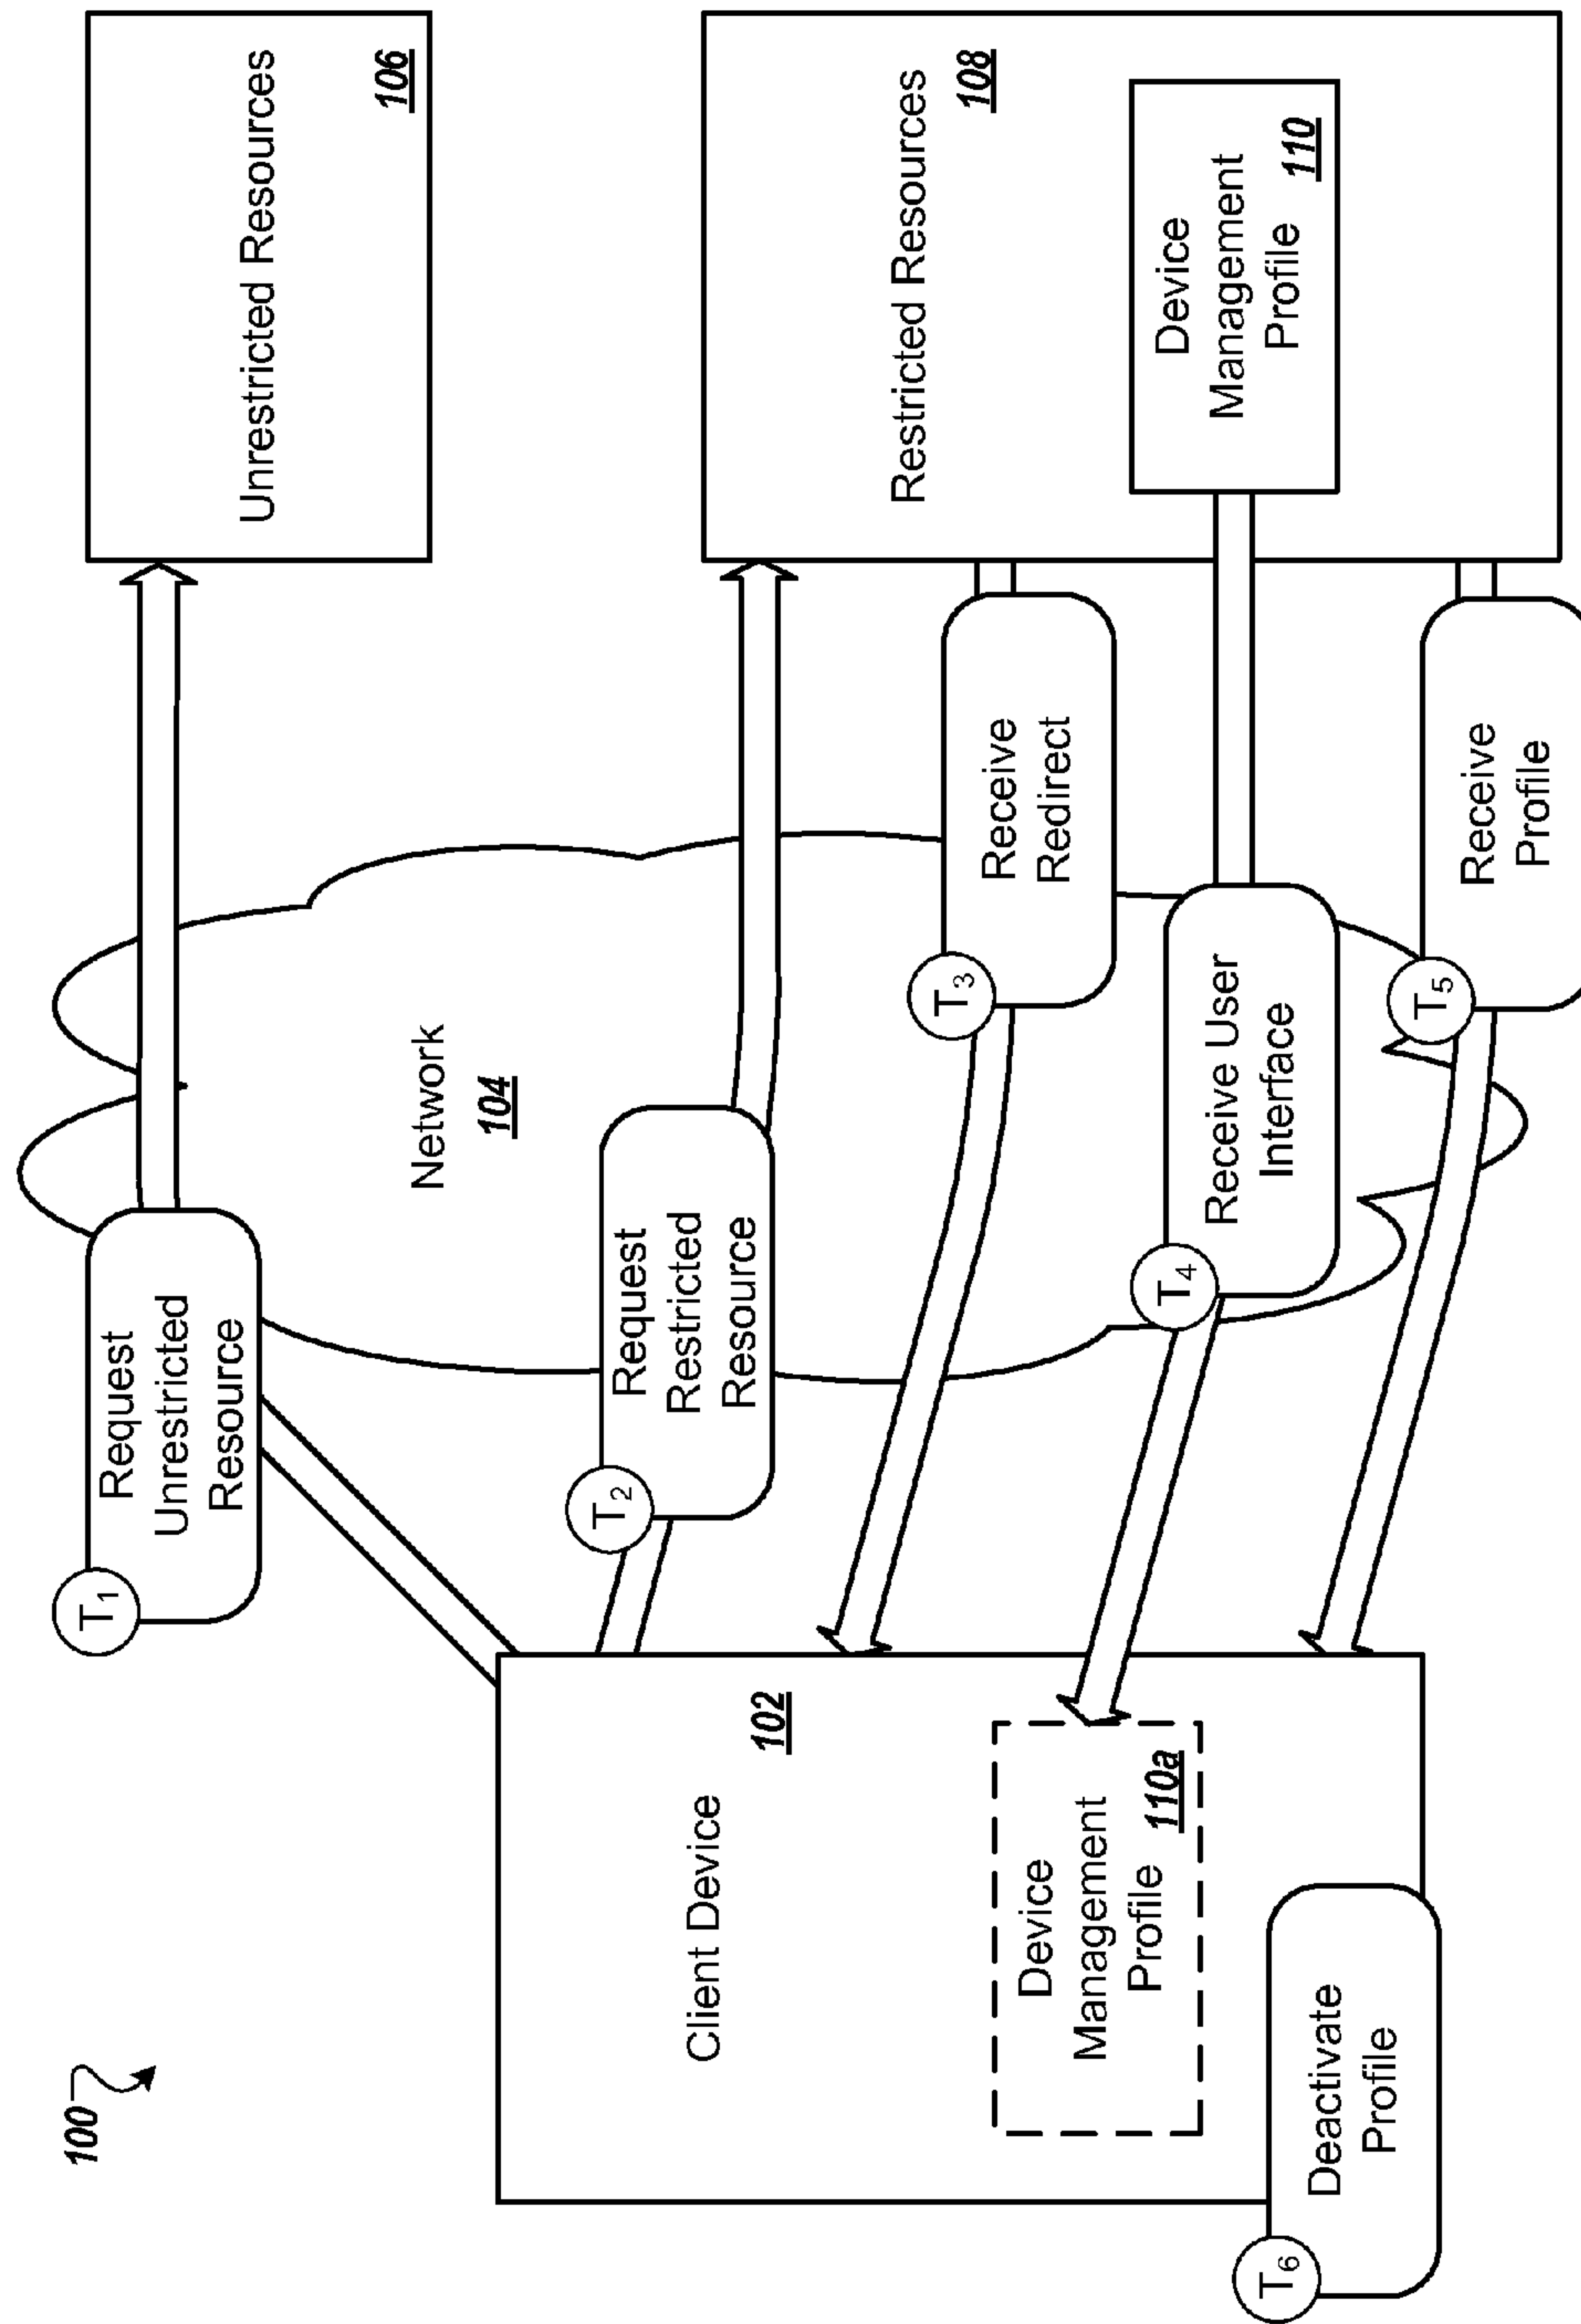 100
T1
Request
Unrestricted
Resource
Unrestricted Resources
106
Network
104
T2
Request
Restricted
Resource
Client Device
102
Restricted Resources
108
T3
Receive
Redirect
Device
Management
Profile
110a
T4
Receive User
Interface
Device
Management
Profile
110
T5
Receive
Profile
T6
Deactivate
Profile